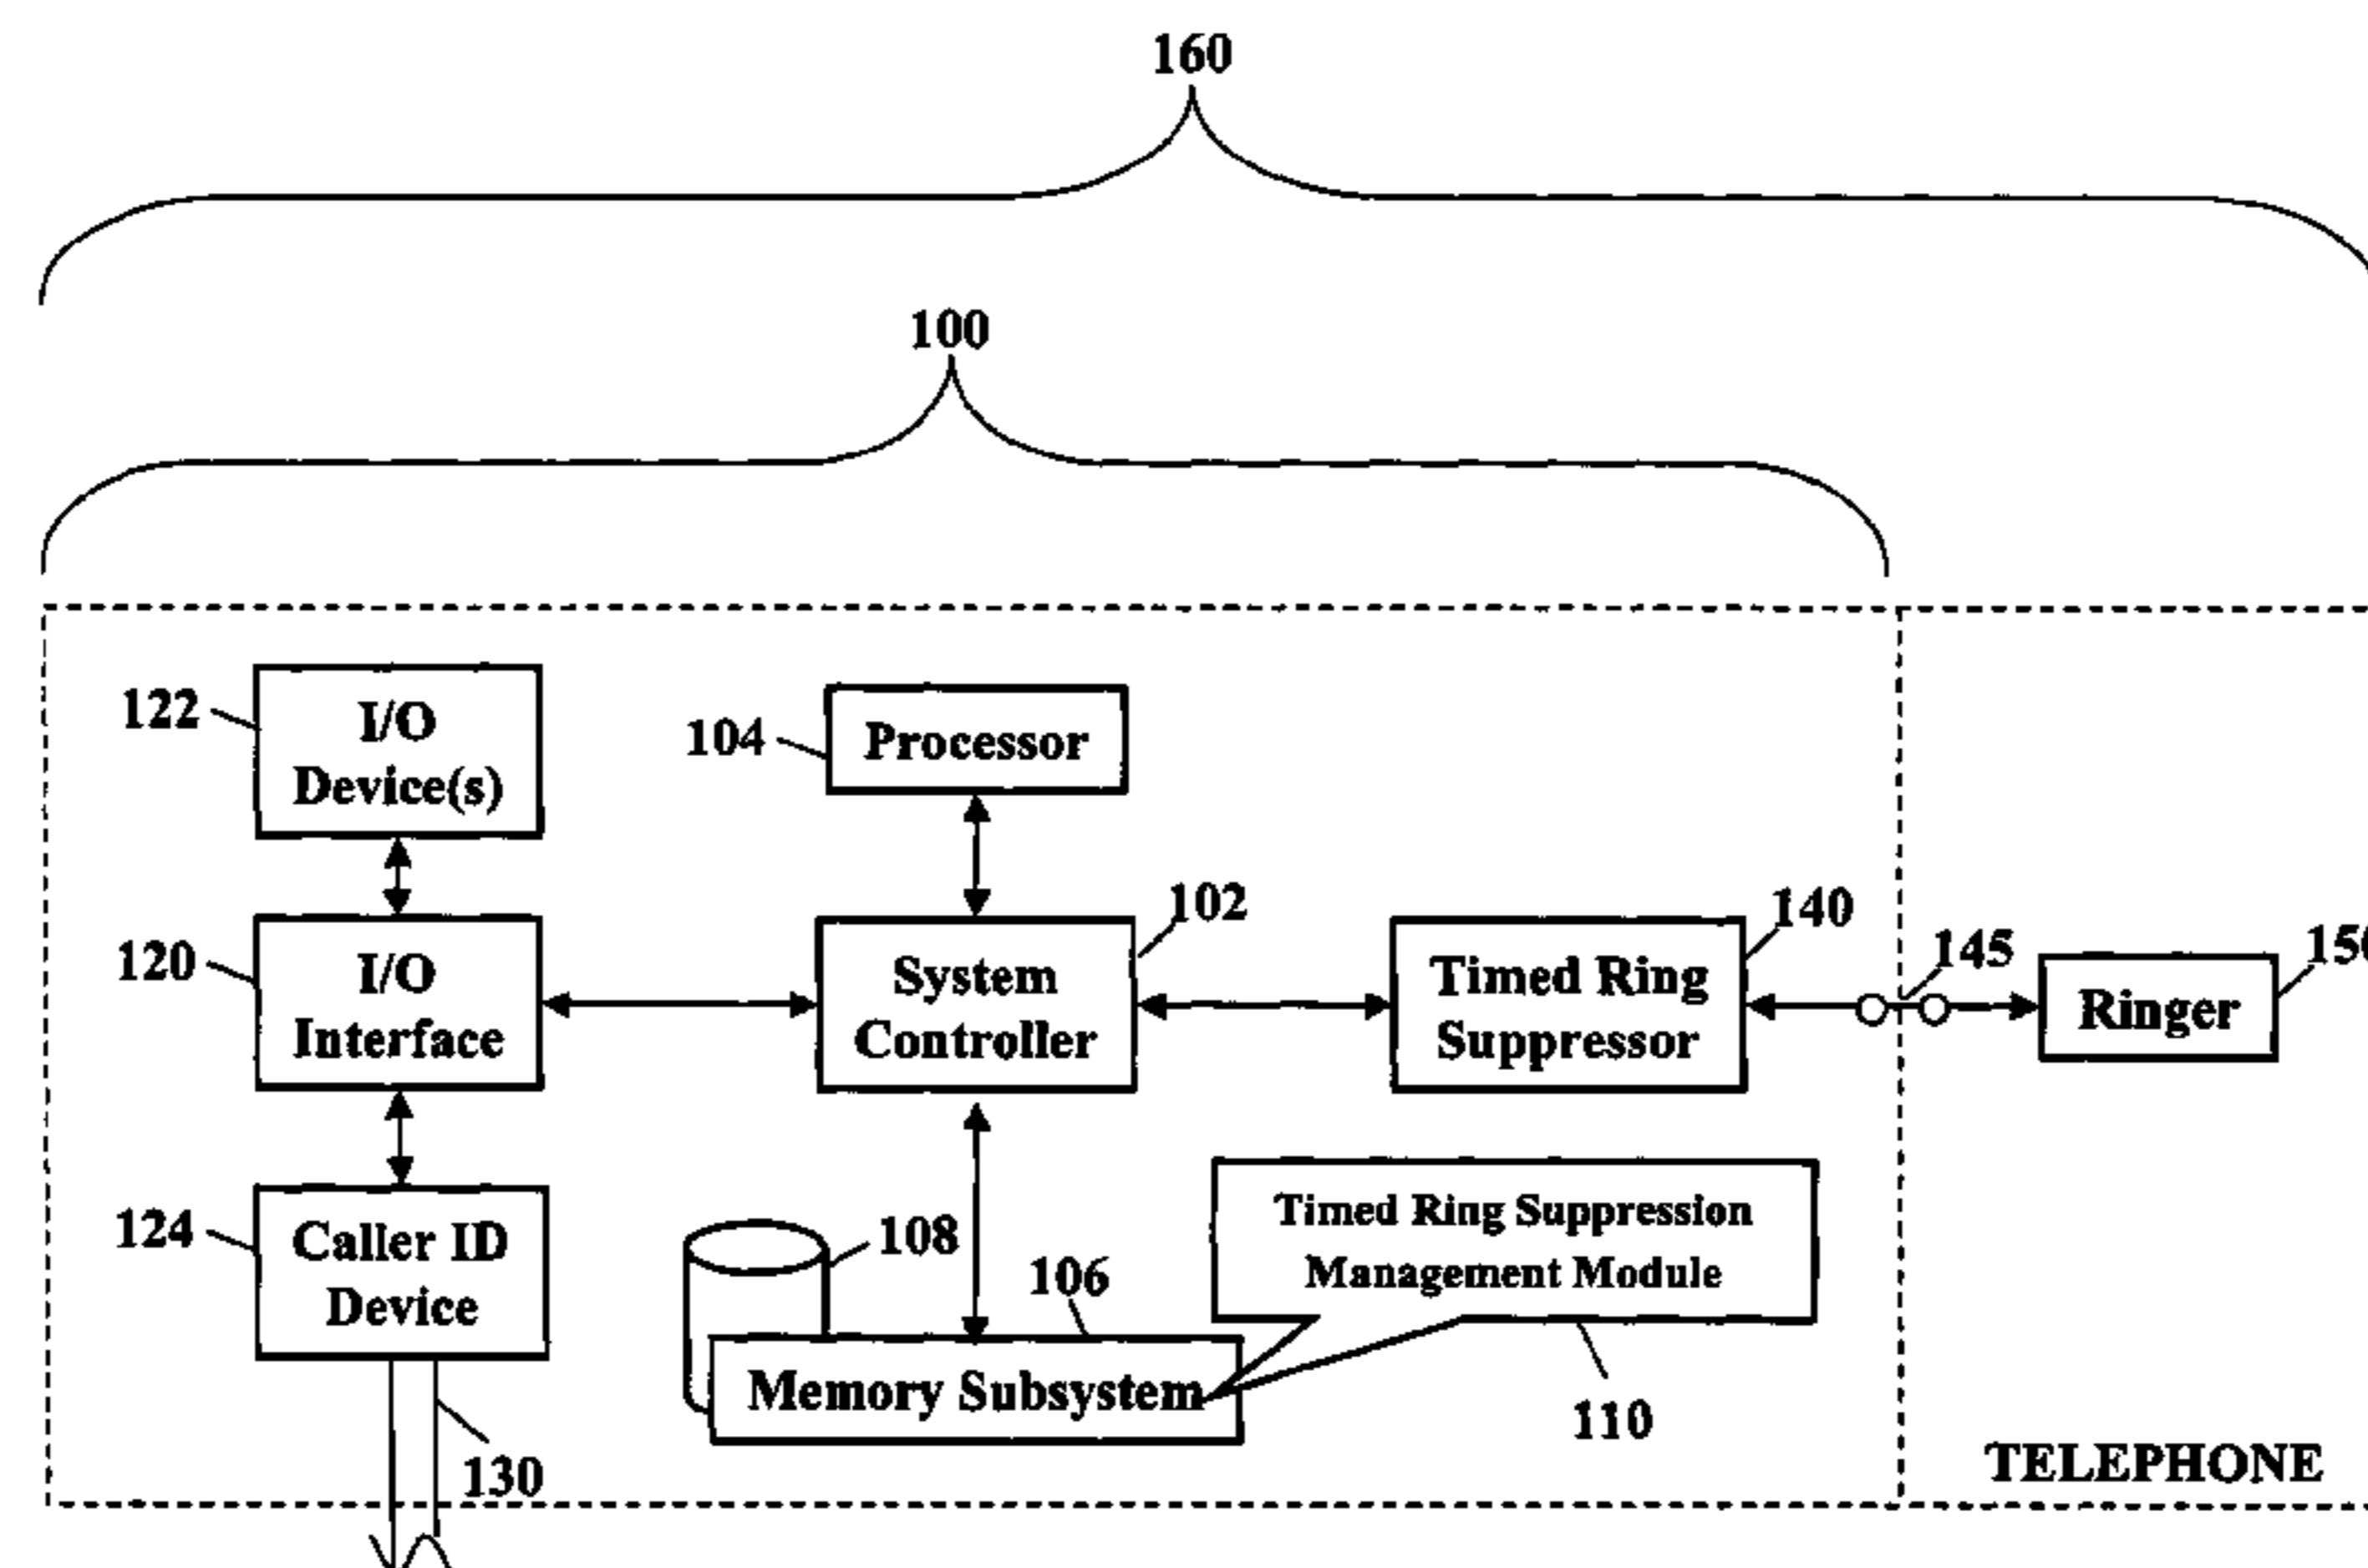 160
100
122
I/O
Device(s)
104
Processor
120
I/O
Interface
102
System
Controller
140
Timed Ring
Suppressor
145
Ringer
150
124
Caller ID
Device
108
106
Memory Subsystem
Timed Ring Suppression
Management Module
110
130
TELEPHONE